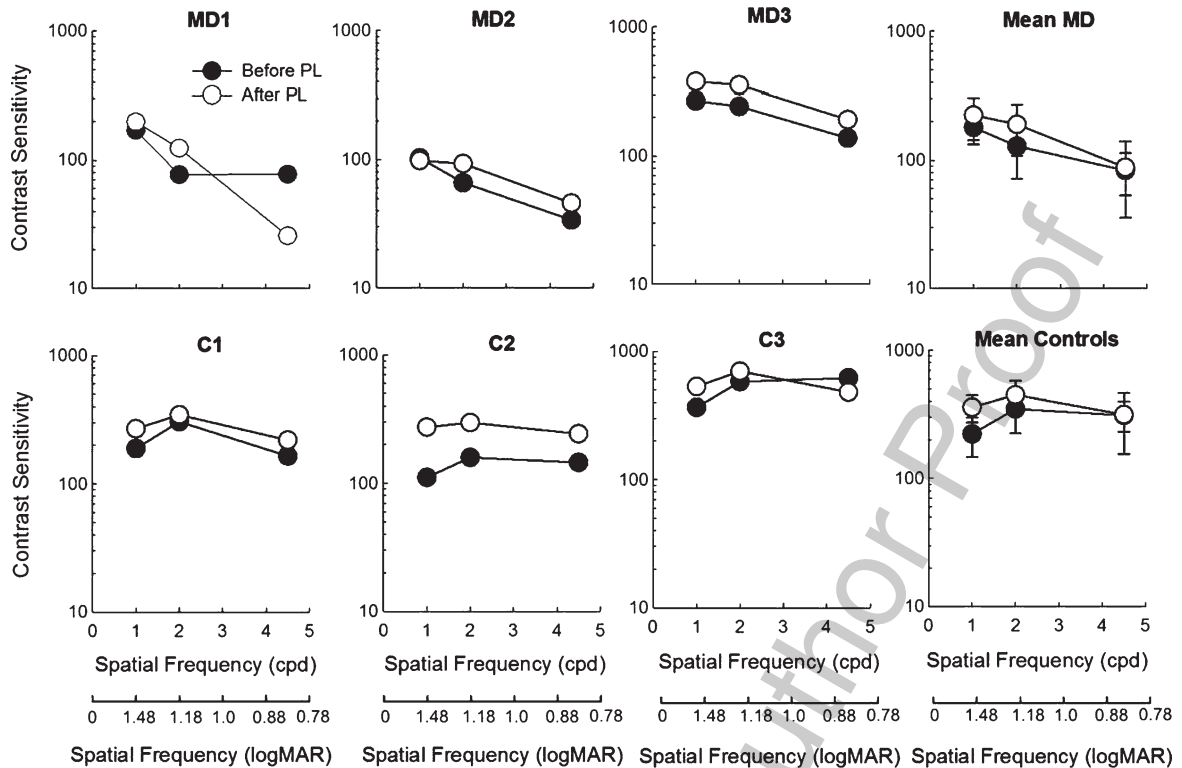 MD1
MD2
MD3
Mean MD
1000
100
10
Contrast Sensitivity
Before PL
After PL
1000
100
10
1000
100
10
1000
100
10
C1
C2
C3
Mean Controls
1000
100
10
Contrast Sensitivity
1000
100
10
1000
100
10
1000
100
10
0 1 2 3 4 5
0 1 2 3 4 5
0 1 2 3 4 5
0 1 2 3 4 5
Spatial Frequency (cpd)
Spatial Frequency (cpd)
Spatial Frequency (cpd)
Spatial Frequency (cpd)
0 1.48 1.18 1.0 0.88 0.78
0 1.48 1.18 1.0 0.88 0.78
0 1.48 1.18 1.0 0.88 0.78
0 1.48 1.18 1.0 0.88 0.78
Spatial Frequency (logMAR)
Spatial Frequency (logMAR)
Spatial Frequency (logMAR)
Spatial Frequency (logMAR)
uthor Proof